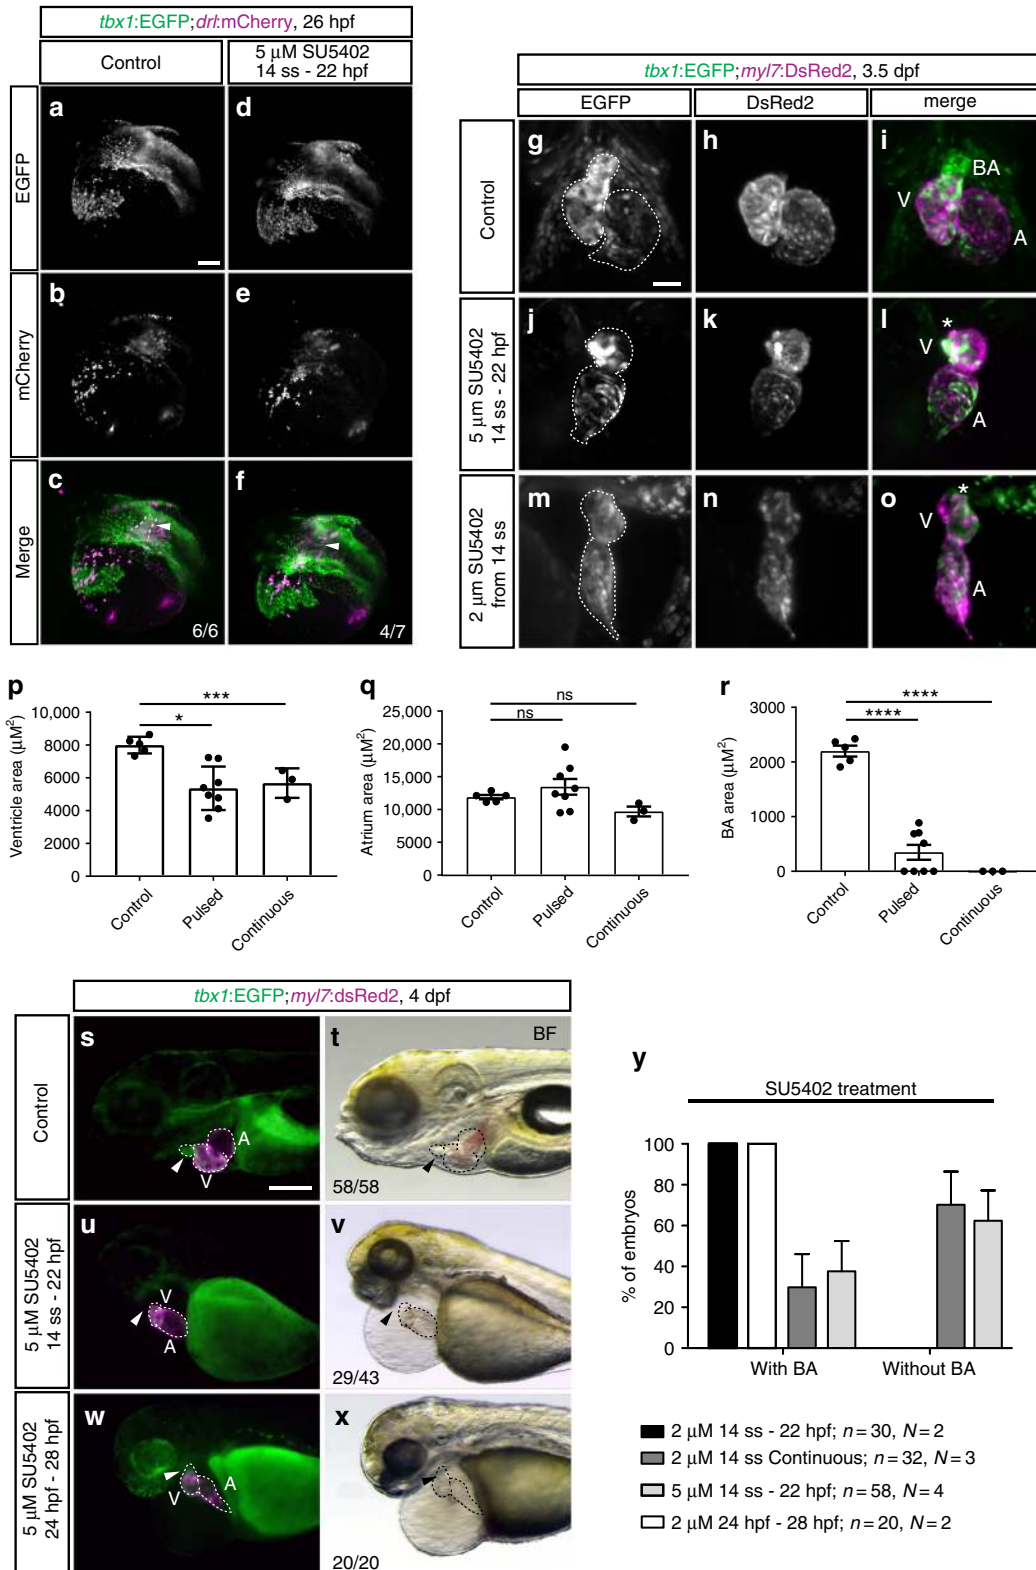 tbx1:EGFP;drl:mCherry, 26 hpf
Control
5 μM SU5402
14 ss - 22 hpf
EGFP
a
d
mCherry
b
e
Merge
c
6/6
f
4/7
tbx1:EGFP;myl7:DsRed2, 3.5 dpf
EGFP
DsRed2
merge
Control
g
h
i
BA
V
A
5 μm SU5402
14 ss - 22 hpf
j
k
l
*
V
A
2 μm SU5402
from 14 ss
m
n
o
*
V
A
p
***
*
Ventricle area (μM²)
10,000
8000
6000
4000
2000
0
Control
Pulsed
Continuous
q
ns
ns
Atrium area (μM²)
25,000
20,000
15,000
10,000
5000
0
Control
Pulsed
Continuous
r
****
****
BA area (μM²)
3000
2000
1000
0
Control
Pulsed
Continuous
tbx1:EGFP;myl7:dsRed2, 4 dpf
Control
s
A
V
t
BF
58/58
5 μM SU5402
14 ss - 22 hpf
u
V
A
v
29/43
5 μM SU5402
24 hpf - 28 hpf
w
A
V
x
20/20
y
SU5402 treatment
% of embryos
100
80
60
40
20
0
With BA
Without BA
2 μM 14 ss - 22 hpf; n = 30, N = 2
2 μM 14 ss Continuous; n = 32, N = 3
5 μM 14 ss - 22 hpf; n = 58, N = 4
2 μM 24 hpf - 28 hpf; n = 20, N = 2